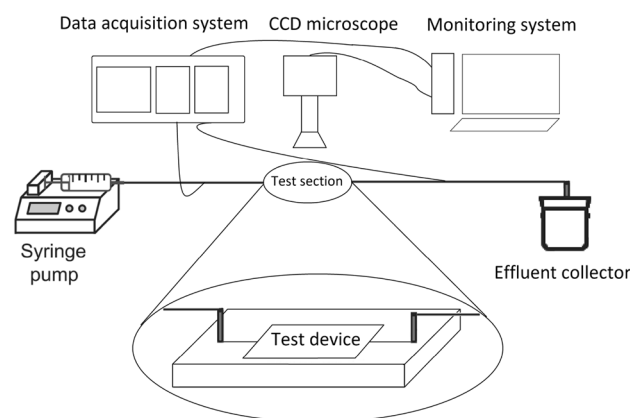 Data acquisition system
CCD microscope
Monitoring system
Test section
Syringe
pump
Effluent collector
Test device